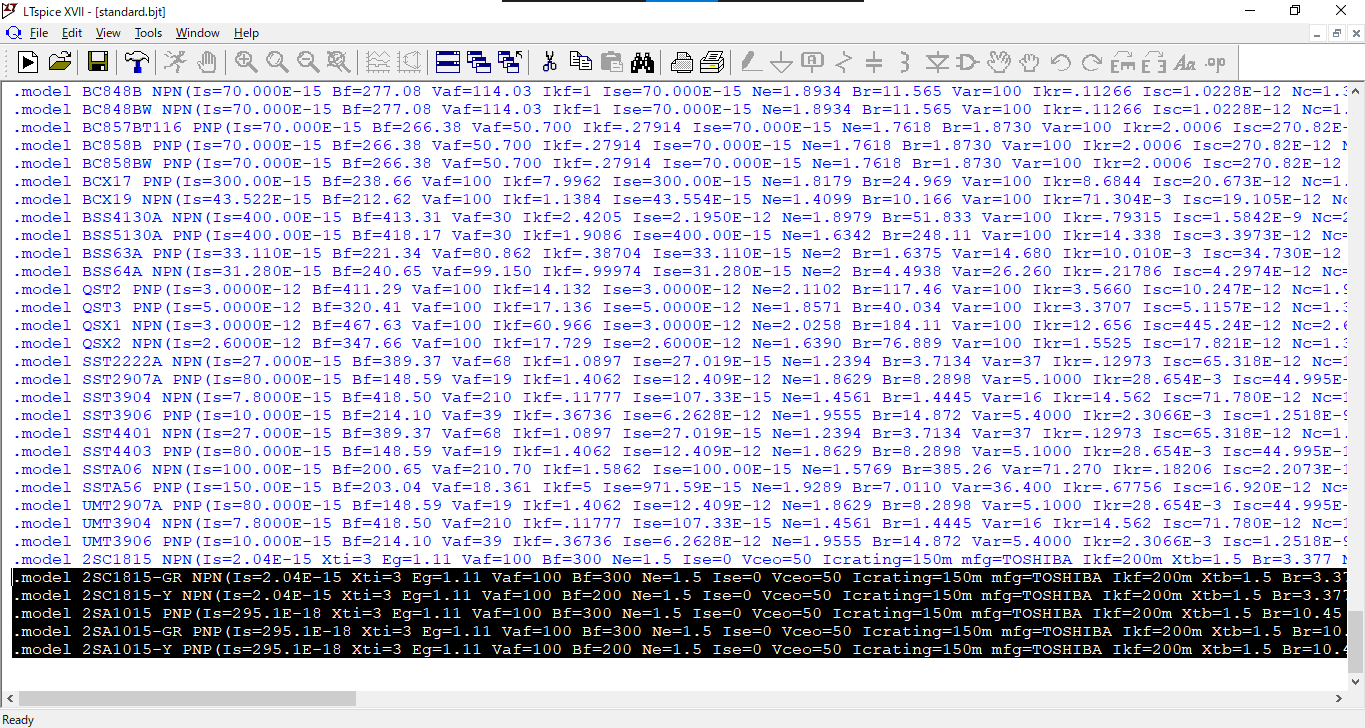 LTspice XVII - [standard.bjt]
File Edit View Tools Window Help
.model BC848B NPN(Is=70.000E-15 Bf=277.08 Vaf=114.03 Ikf=1 Ise=70.000E-15 Ne=1.8934 Br=11.565 Var=100 Ikr=.11266 Isc=1.0228E-12 Nc=1.3
.model BC848BW NPN(Is=70.000E-15 Bf=277.08 Vaf=114.03 Ikf=1 Ise=70.000E-15 Ne=1.8934 Br=11.565 Var=100 Ikr=.11266 Isc=1.0228E-12 Nc=1.
.model BC857BT116 PNP(Is=70.000E-15 Bf=266.38 Vaf=50.700 Ikf=.27914 Ise=70.000E-15 Ne=1.7618 Br=1.8730 Var=100 Ikr=2.0006 Isc=270.82E-
.model BC858B PNP(Is=70.000E-15 Bf=266.38 Vaf=50.700 Ikf=.27914 Ise=70.000E-15 Ne=1.7618 Br=1.8730 Var=100 Ikr=2.0006 Isc=270.82E-12 N
.model BC858BW PNP(Is=70.000E-15 Bf=266.38 Vaf=50.700 Ikf=.27914 Ise=70.000E-15 Ne=1.7618 Br=1.8730 Var=100 Ikr=2.0006 Isc=270.82E-12
.model BCX17 PNP(Is=300.00E-15 Bf=238.66 Vaf=100 Ikf=7.9962 Ise=300.00E-15 Ne=1.8179 Br=24.969 Var=100 Ikr=8.6844 Isc=20.673E-12 Nc=1.
.model BCX19 NPN(Is=43.522E-15 Bf=212.62 Vaf=100 Ikf=1.1384 Ise=43.554E-15 Ne=1.4099 Br=10.166 Var=100 Ikr=71.304E-3 Isc=19.105E-12 Nc
.model BSS4130A NPN(Is=400.00E-15 Bf=413.31 Vaf=30 Ikf=2.4205 Ise=2.1950E-12 Ne=1.8979 Br=51.833 Var=100 Ikr=.79315 Isc=1.5842E-9 Nc=2
.model BSS5130A PNP(Is=400.00E-15 Bf=418.17 Vaf=30 Ikf=1.9086 Ise=400.00E-15 Ne=1.6342 Br=248.11 Var=100 Ikr=14.338 Isc=3.3973E-12 Nc=
.model BSS63A PNP(Is=33.110E-15 Bf=221.34 Vaf=80.862 Ikf=.38704 Ise=33.110E-15 Ne=2 Br=1.6375 Var=14.680 Ikr=10.010E-3 Isc=34.730E-12
.model BSS64A NPN(Is=31.280E-15 Bf=240.65 Vaf=99.150 Ikf=.99974 Ise=31.280E-15 Ne=2 Br=4.4938 Var=26.260 Ikr=.21786 Isc=4.2974E-12 Nc=
.model QST2 PNP(Is=3.0000E-12 Bf=411.29 Vaf=100 Ikf=14.132 Ise=3.0000E-12 Ne=2.1102 Br=117.46 Var=100 Ikr=3.5660 Isc=10.247E-12 Nc=1.9
.model QST3 PNP(Is=5.0000E-12 Bf=320.41 Vaf=100 Ikf=17.136 Ise=5.0000E-12 Ne=1.8571 Br=40.034 Var=100 Ikr=3.3707 Isc=5.1157E-12 Nc=1.3
.model QSX1 NPN(Is=3.0000E-12 Bf=467.63 Vaf=100 Ikf=60.966 Ise=3.0000E-12 Ne=2.0258 Br=184.11 Var=100 Ikr=12.656 Isc=445.24E-12 Nc=2.6
.model QSX2 NPN(Is=2.6000E-12 Bf=347.66 Vaf=100 Ikf=17.729 Ise=2.6000E-12 Ne=1.6390 Br=76.889 Var=100 Ikr=1.5525 Isc=17.821E-12 Nc=1.3
.model SST2222A NPN(Is=27.000E-15 Bf=389.37 Vaf=68 Ikf=1.0897 Ise=27.019E-15 Ne=1.2394 Br=3.7134 Var=37 Ikr=.12973 Isc=65.318E-12 Nc=1
.model SST2907A PNP(Is=80.000E-15 Bf=148.59 Vaf=19 Ikf=1.4062 Ise=12.409E-12 Ne=1.8629 Br=8.2898 Var=5.1000 Ikr=28.654E-3 Isc=44.995E-
.model SST3904 NPN(Is=7.8000E-15 Bf=418.50 Vaf=210 Ikf=.11777 Ise=107.33E-15 Ne=1.4561 Br=1.4445 Var=16 Ikr=14.562 Isc=71.780E-12 Nc=1
.model SST3906 PNP(Is=10.000E-15 Bf=214.10 Vaf=39 Ikf=.36736 Ise=6.2628E-12 Ne=1.9555 Br=14.872 Var=5.4000 Ikr=2.3066E-3 Isc=1.2518E-9
.model SST4401 NPN(Is=27.000E-15 Bf=389.37 Vaf=68 Ikf=1.0897 Ise=27.019E-15 Ne=1.2394 Br=3.7134 Var=37 Ikr=.12973 Isc=65.318E-12 Nc=1.
.model SST4403 PNP(Is=80.000E-15 Bf=148.59 Vaf=19 Ikf=1.4062 Ise=12.409E-12 Ne=1.8629 Br=8.2898 Var=5.1000 Ikr=28.654E-3 Isc=44.995E-1
.model SSTA06 NPN(Is=100.00E-15 Bf=200.65 Vaf=210.70 Ikf=1.5862 Ise=100.00E-15 Ne=1.5769 Br=385.26 Var=71.270 Ikr=.18206 Isc=2.2073E-1
.model SSTA56 PNP(Is=150.00E-15 Bf=203.04 Vaf=18.361 Ikf=5 Ise=971.59E-15 Ne=1.9289 Br=7.0110 Var=36.400 Ikr=.67756 Isc=16.920E-12 Nc=
.model UMT2907A PNP(Is=80.000E-15 Bf=148.59 Vaf=19 Ikf=1.4062 Ise=12.409E-12 Ne=1.8629 Br=8.2898 Var=5.1000 Ikr=28.654E-3 Isc=44.995E-
.model UMT3904 NPN(Is=7.8000E-15 Bf=418.50 Vaf=210 Ikf=.11777 Ise=107.33E-15 Ne=1.4561 Br=1.4445 Var=16 Ikr=14.562 Isc=71.780E-12 Nc=1
.model UMT3906 PNP(Is=10.000E-15 Bf=214.10 Vaf=39 Ikf=.36736 Ise=6.2628E-12 Ne=1.9555 Br=14.872 Var=5.4000 Ikr=2.3066E-3 Isc=1.2518E-9
.model 2SC1815 NPN(Is=2.04E-15 Xti=3 Eg=1.11 Vaf=100 Bf=300 Ne=1.5 Ise=0 Vceo=50 Icrating=150m mfg=TOSHIBA Ikf=200m Xtb=1.5 Br=3.377 N
.model 2SC1815-GR NPN(Is=2.04E-15 Xti=3 Eg=1.11 Vaf=100 Bf=300 Ne=1.5 Ise=0 Vceo=50 Icrating=150m mfg=TOSHIBA Ikf=200m Xtb=1.5 Br=3.37
.model 2SC1815-Y NPN(Is=2.04E-15 Xti=3 Eg=1.11 Vaf=100 Bf=200 Ne=1.5 Ise=0 Vceo=50 Icrating=150m mfg=TOSHIBA Ikf=200m Xtb=1.5 Br=3.377
.model 2SA1015 PNP(Is=295.1E-18 Xti=3 Eg=1.11 Vaf=100 Bf=300 Ne=1.5 Ise=0 Vceo=50 Icrating=150m mfg=TOSHIBA Ikf=200m Xtb=1.5 Br=10.45
.model 2SA1015-GR PNP(Is=295.1E-18 Xti=3 Eg=1.11 Vaf=100 Bf=300 Ne=1.5 Ise=0 Vceo=50 Icrating=150m mfg=TOSHIBA Ikf=200m Xtb=1.5 Br=10.
.model 2SA1015-Y PNP(Is=295.1E-18 Xti=3 Eg=1.11 Vaf=100 Bf=200 Ne=1.5 Ise=0 Vceo=50 Icrating=150m mfg=TOSHIBA Ikf=200m Xtb=1.5 Br=10.4
Ready